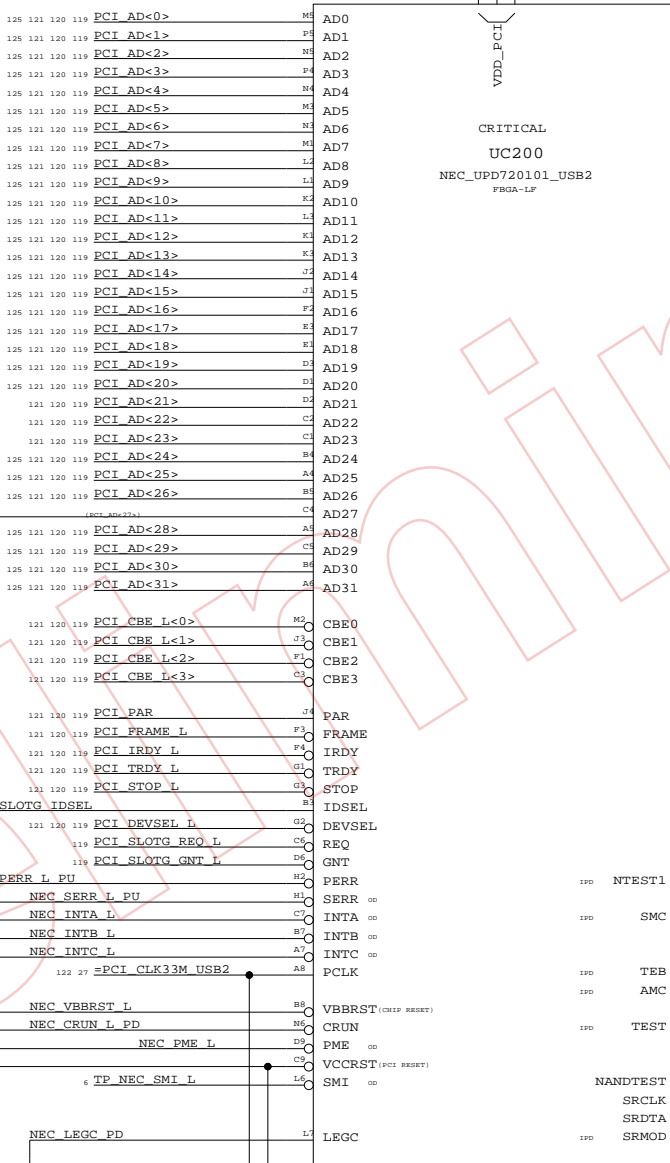 125 121 120 119 PCI_AD<0> M5 AD0
125 121 120 119 PCI_AD<1> P5 AD1
125 121 120 119 PCI_AD<2> N5 AD2
125 121 120 119 PCI_AD<3> P4 AD3
125 121 120 119 PCI_AD<4> N4 AD4
125 121 120 119 PCI_AD<5> M3 AD5
125 121 120 119 PCI_AD<6> N3 AD6
125 121 120 119 PCI_AD<7> M1 AD7
125 121 120 119 PCI_AD<8> L2 AD8
125 121 120 119 PCI_AD<9> L1 AD9
125 121 120 119 PCI_AD<10> K2 AD10
125 121 120 119 PCI_AD<11> L3 AD11
125 121 120 119 PCI_AD<12> K1 AD12
125 121 120 119 PCI_AD<13> K3 AD13
125 121 120 119 PCI_AD<14> J2 AD14
125 121 120 119 PCI_AD<15> J1 AD15
125 121 120 119 PCI_AD<16> F2 AD16
125 121 120 119 PCI_AD<17> E3 AD17
125 121 120 119 PCI_AD<18> E1 AD18
125 121 120 119 PCI_AD<19> D3 AD19
125 121 120 119 PCI_AD<20> D1 AD20
121 120 119 PCI_AD<21> D2 AD21
121 120 119 PCI_AD<22> C2 AD22
121 120 119 PCI_AD<23> C1 AD23
125 121 120 119 PCI_AD<24> B4 AD24
125 121 120 119 PCI_AD<25> A4 AD25
125 121 120 119 PCI_AD<26> B5 AD26
(PCI_AD<27>) C4 AD27
125 121 120 119 PCI_AD<28> A5 AD28
125 121 120 119 PCI_AD<29> C5 AD29
125 121 120 119 PCI_AD<30> B6 AD30
125 121 120 119 PCI_AD<31> A6 AD31
VDD_PCI
CRITICAL
UC200
NEC_UPD720101_USB2
FBGA-LF
121 120 119 PCI_CBE_L<0> M2 CBE0
121 120 119 PCI_CBE_L<1> J3 CBE1
121 120 119 PCI_CBE_L<2> F1 CBE2
121 120 119 PCI_CBE_L<3> C3 CBE3
121 120 119 PCI_PAR J4 PAR
121 120 119 PCI_FRAME_L F3 FRAME
121 120 119 PCI_IRDY_L F4 IRDY
121 120 119 PCI_TRDY_L G1 TRDY
121 120 119 PCI_STOP_L G3 STOP
SLOTG_IDSEL B3 IDSEL
121 120 119 PCI_DEVSEL_L G2 DEVSEL
119 PCI_SLOTG_REQ_L C6 REQ
119 PCI_SLOTG_GNT_L D6 GNT
PERR_L_PU H2 PERR IPD NTEST1
NEC_SERR_L_PU H1 SERR OD
NEC_INTA_L C7 INTA OD IPD SMC
NEC_INTB_L B7 INTB OD
NEC_INTC_L A7 INTC OD
122 27 =PCI_CLK33M_USB2 A8 PCLK IPD TEB
IPD AMC
NEC_VBBRST_L B8 VBBRST(CHIP RESET)
NEC_CRUN_L_PD N6 CRUN IPD TEST
NEC_PME_L D9 PME OD
C9 VCCRST(PCI RESET)
6 TP_NEC_SMI_L L6 SMI OD NANDTEST
SRCLK
SRDTA
NEC_LEGC_PD L7 LEGC IPD SRMOD